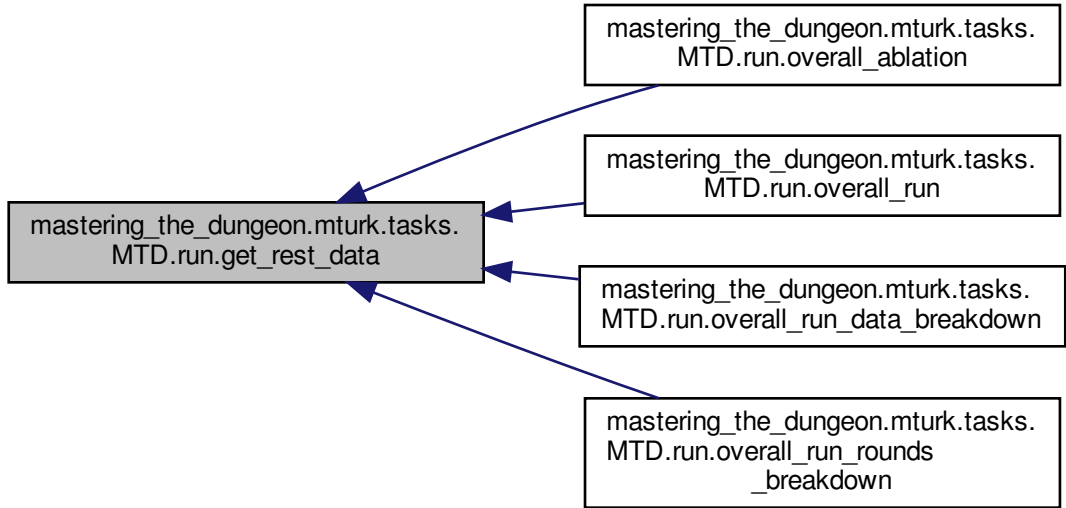 mastering_the_dungeon.mturk.tasks.
MTD.run.overall_ablation
mastering_the_dungeon.mturk.tasks.
MTD.run.overall_run
mastering_the_dungeon.mturk.tasks.
MTD.run.get_rest_data
mastering_the_dungeon.mturk.tasks.
MTD.run.overall_run_data_breakdown
mastering_the_dungeon.mturk.tasks.
MTD.run.overall_run_rounds
_breakdown